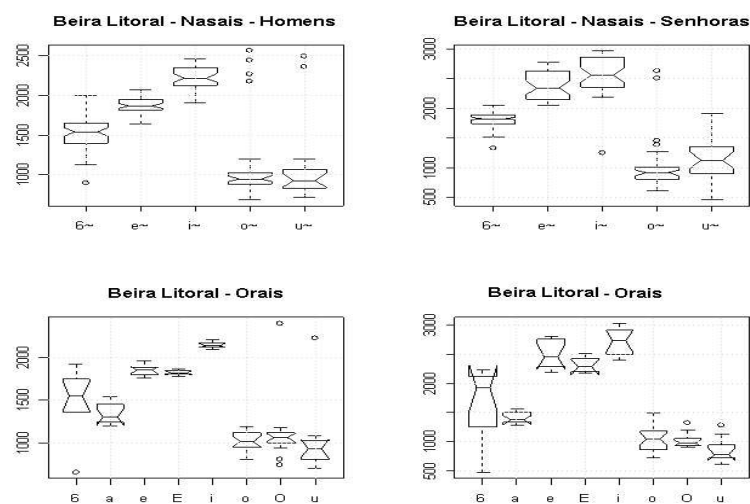 Beira Litoral - Nasais - Homens
2500
2000
1500
1000
6~ e~ i~ o~ u~
Beira Litoral - Nasais - Senhoras
3000
2000
1000
500
6~ e~ i~ o~ u~
Beira Litoral - Orais
2000
1500
1000
6 a e E i o O u
Beira Litoral -Orais
3000
2000
1000
500
6 a e E i o O u